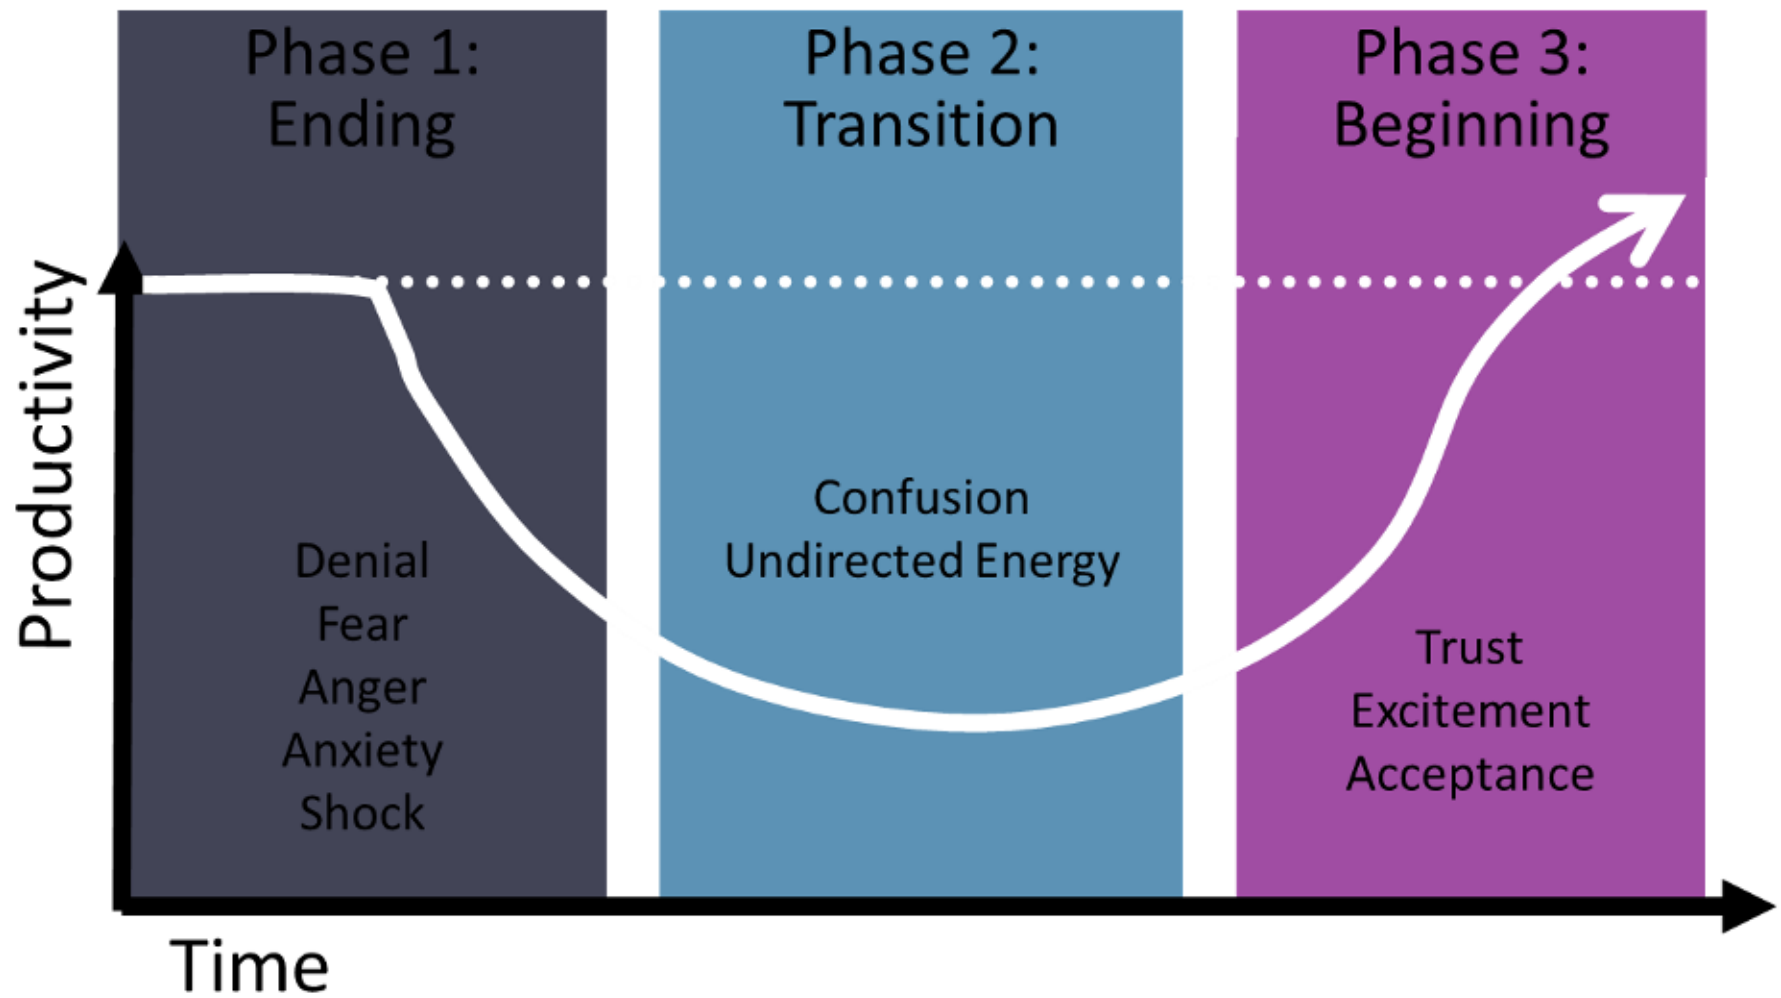 Phase 1:
Ending
Phase 2:
Transition
Phase 3:
Beginning
Productivity
Denial
Fear
Anger
Anxiety
Shock
Confusion
Undirected Energy
Trust
Excitement
Acceptance
Time